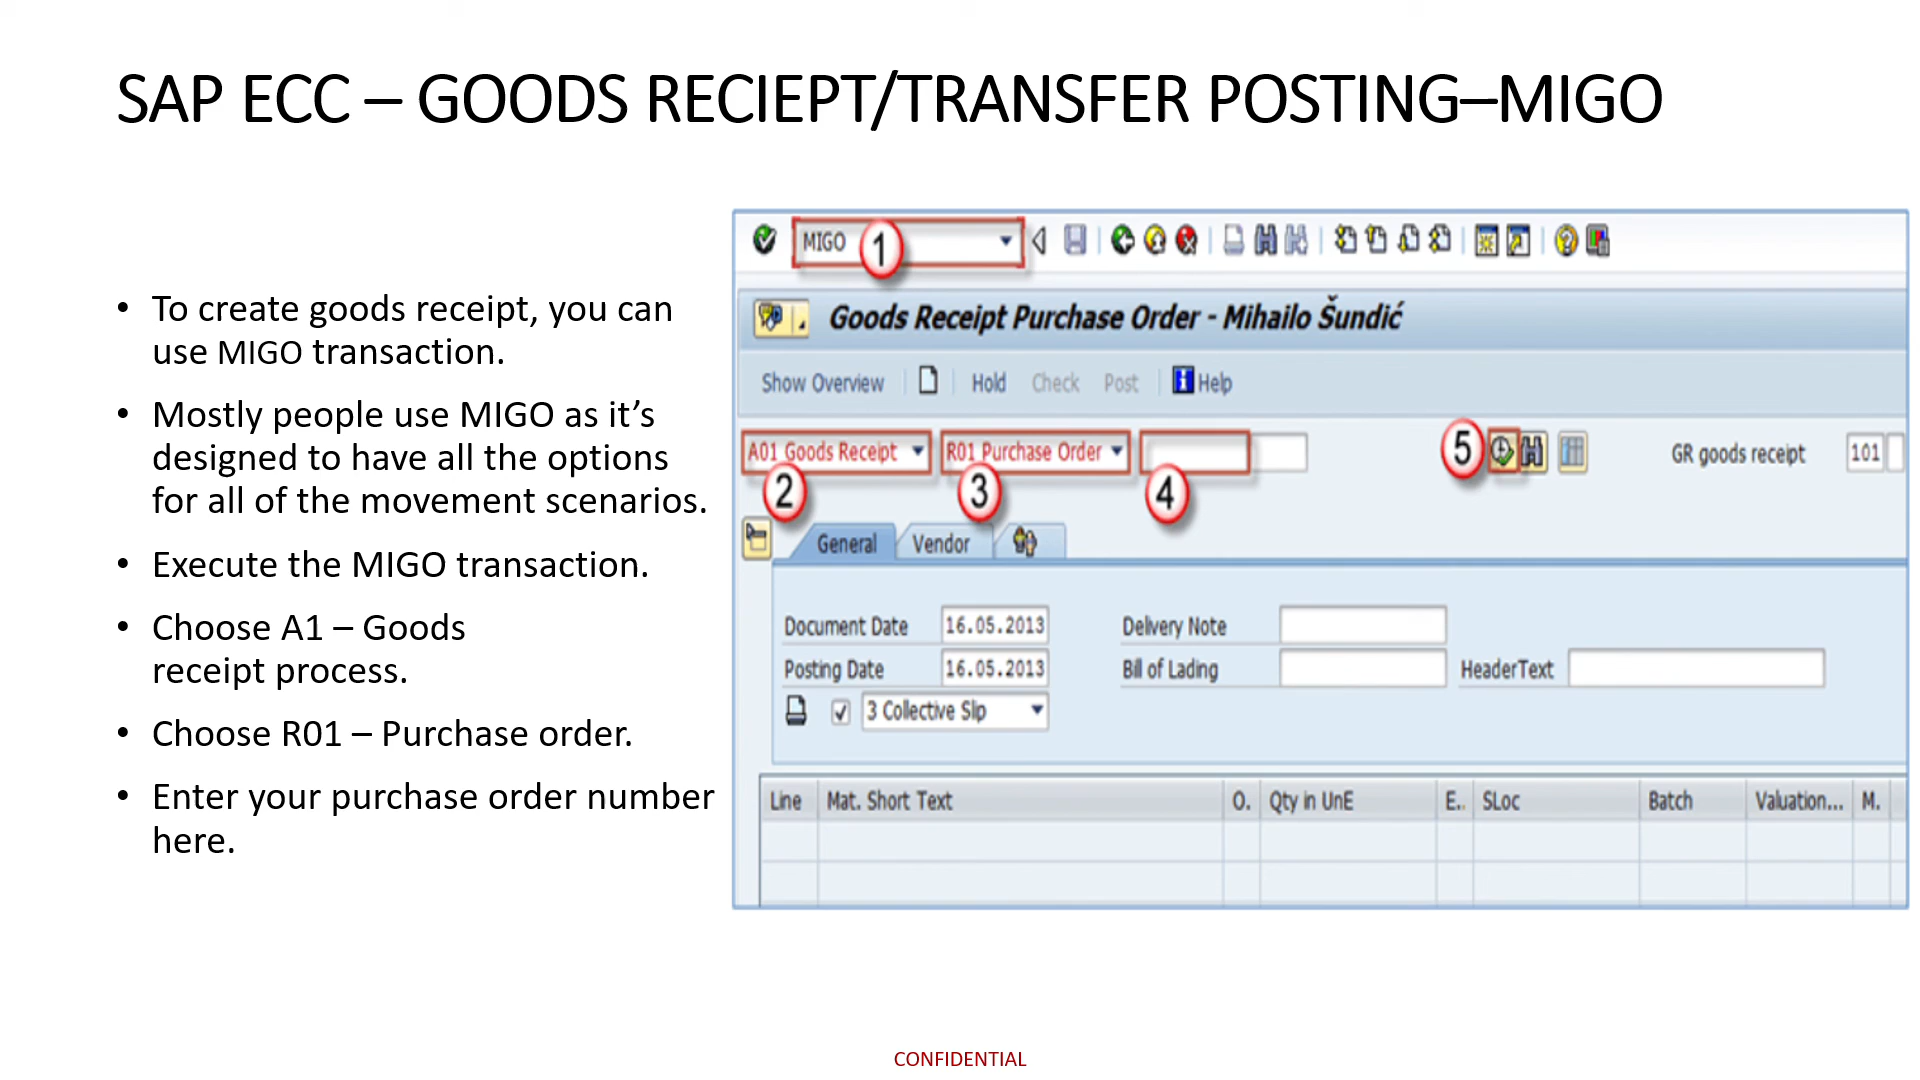 SAP ECC – GOODS RECIEPT/TRANSFER POSTING–MIGO
• To create goods receipt, you can
use MIGO transaction.
• Mostly people use MIGO as it’s
designed to have all the options
for all of the movement scenarios.
• Execute the MIGO transaction.
• Choose A1 – Goods
receipt process.
• Choose R01 – Purchase order.
• Enter your purchase order number
here.
MIGO 1
Goods Receipt Purchase Order - Mihailo Šundić
Show Overview Hold Check Post Help
A01 Goods Receipt R01 Purchase Order 5 GR goods receipt 101
2 3 4
General Vendor
Document Date 16.05.2013 Delivery Note
Posting Date 16.05.2013 Bill of Lading HeaderText
3 Collective Slip
Line Mat. Short Text O. Qty in UnE E.. SLoc Batch Valuation... M.
CONFIDENTIAL